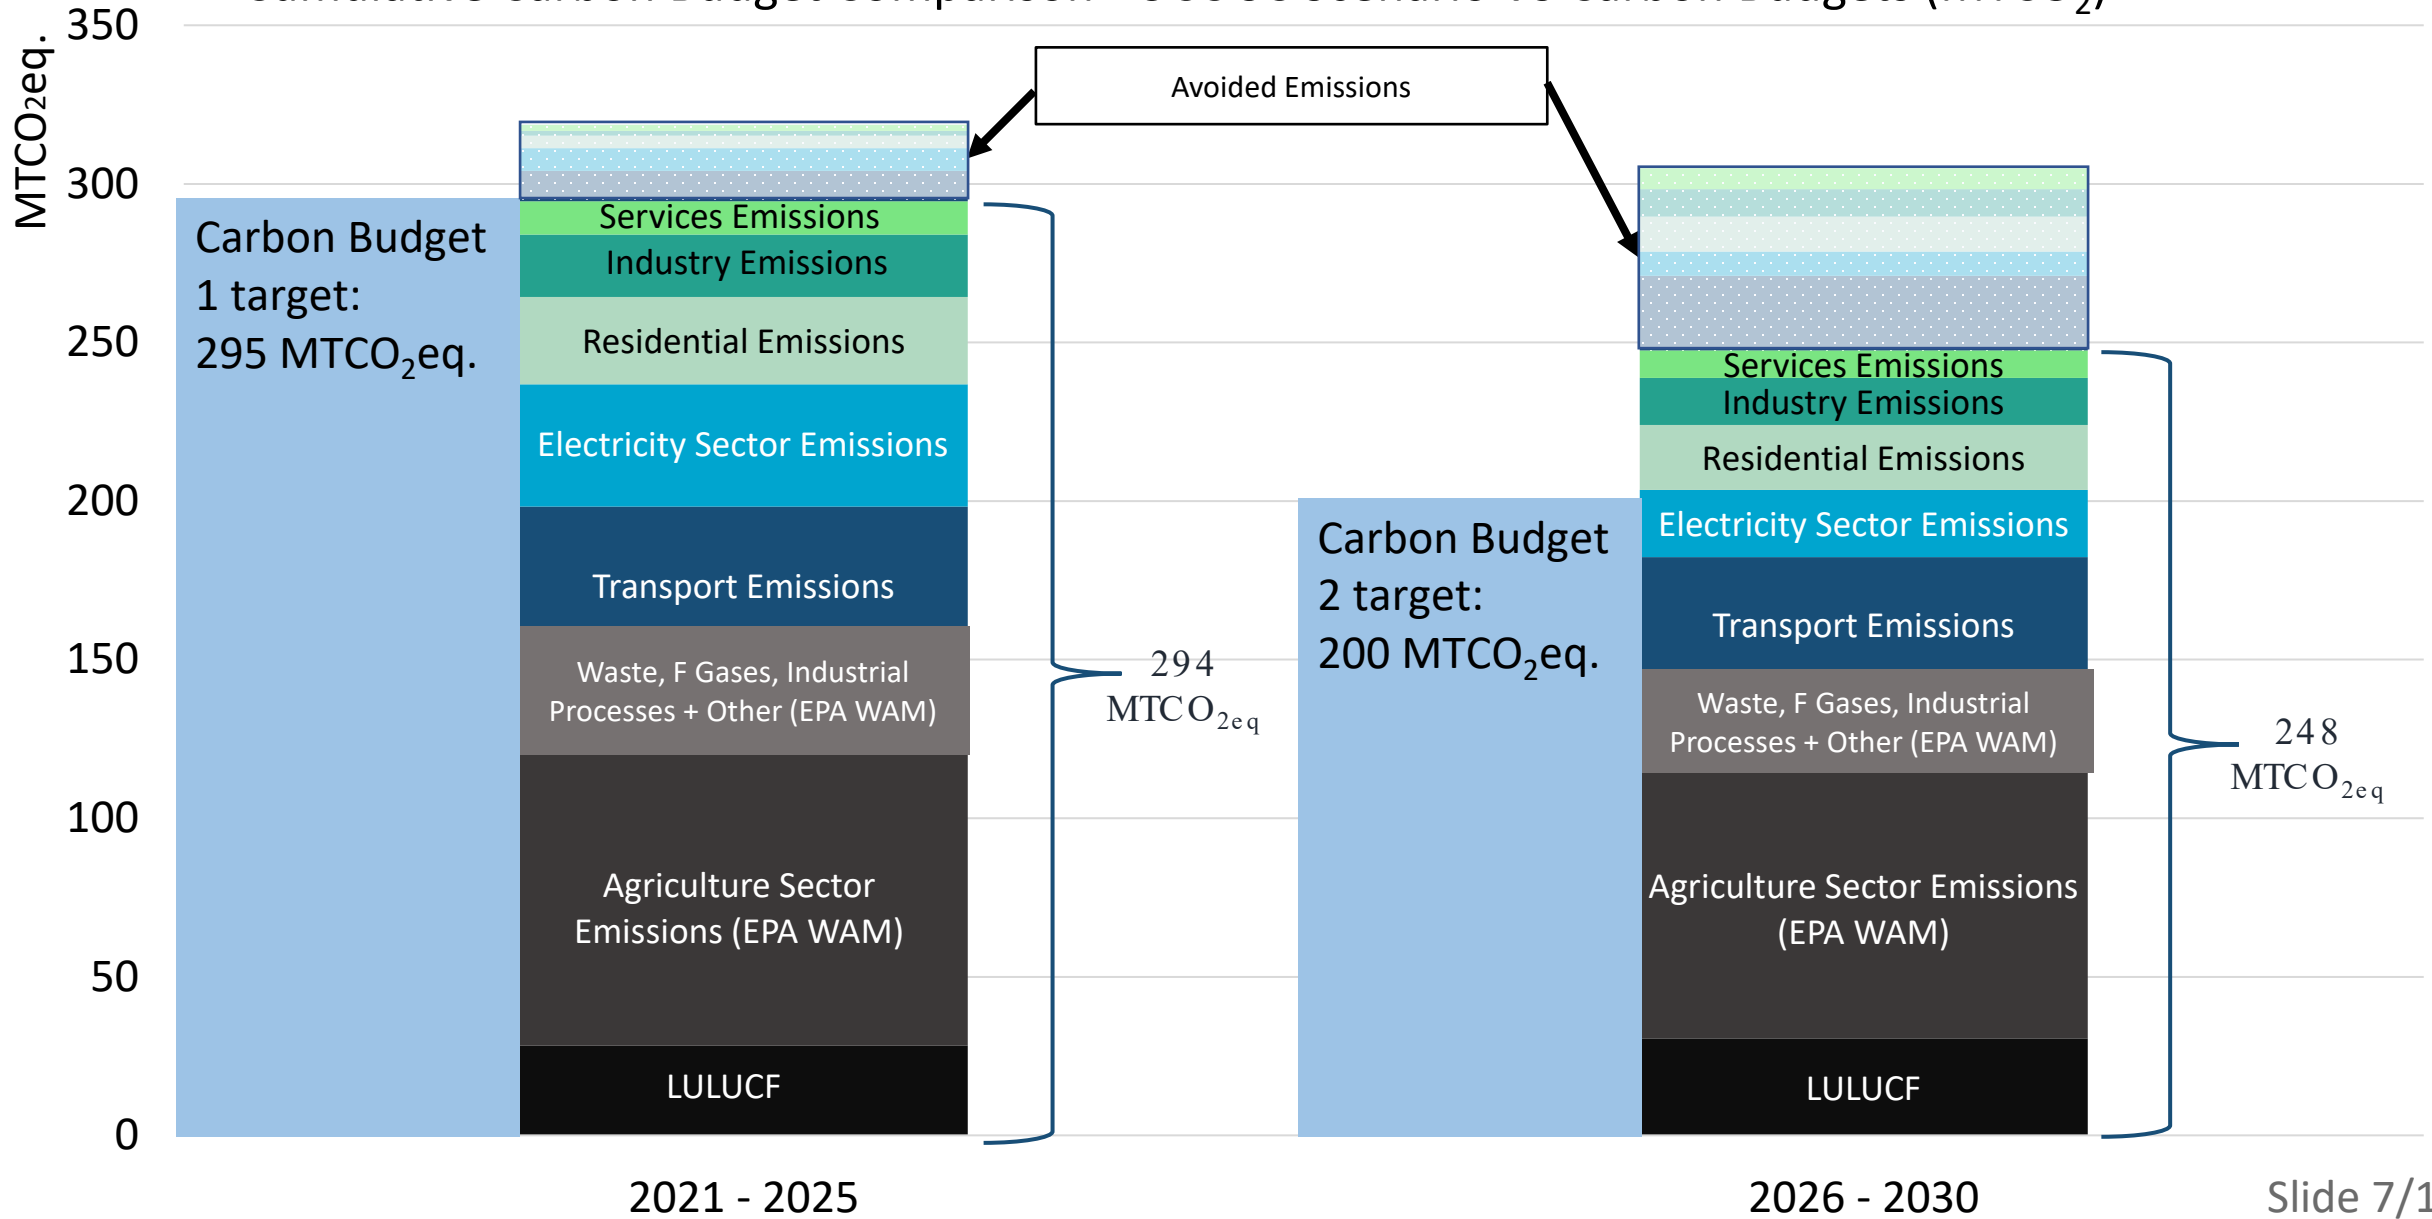 350
MTCO₂eq.
Avoided Emissions
300
250
200
150
100
50
0
Carbon Budget
1 target:
295 MTCO₂eq.
Services Emissions
Industry Emissions
Residential Emissions
Electricity Sector Emissions
Transport Emissions
Waste, F Gases, Industrial
Processes + Other (EPA WAM)
Agriculture Sector
Emissions (EPA WAM)
LULUCF
294
MTCO₂eq
Carbon Budget
2 target:
200 MTCO₂eq.
Services Emissions
Industry Emissions
Residential Emissions
Electricity Sector Emissions
Transport Emissions
Waste, F Gases, Industrial
Processes + Other (EPA WAM)
Agriculture Sector Emissions
(EPA WAM)
LULUCF
248
MTCO₂eq
2021 - 2025
2026 - 2030
Slide 7/1